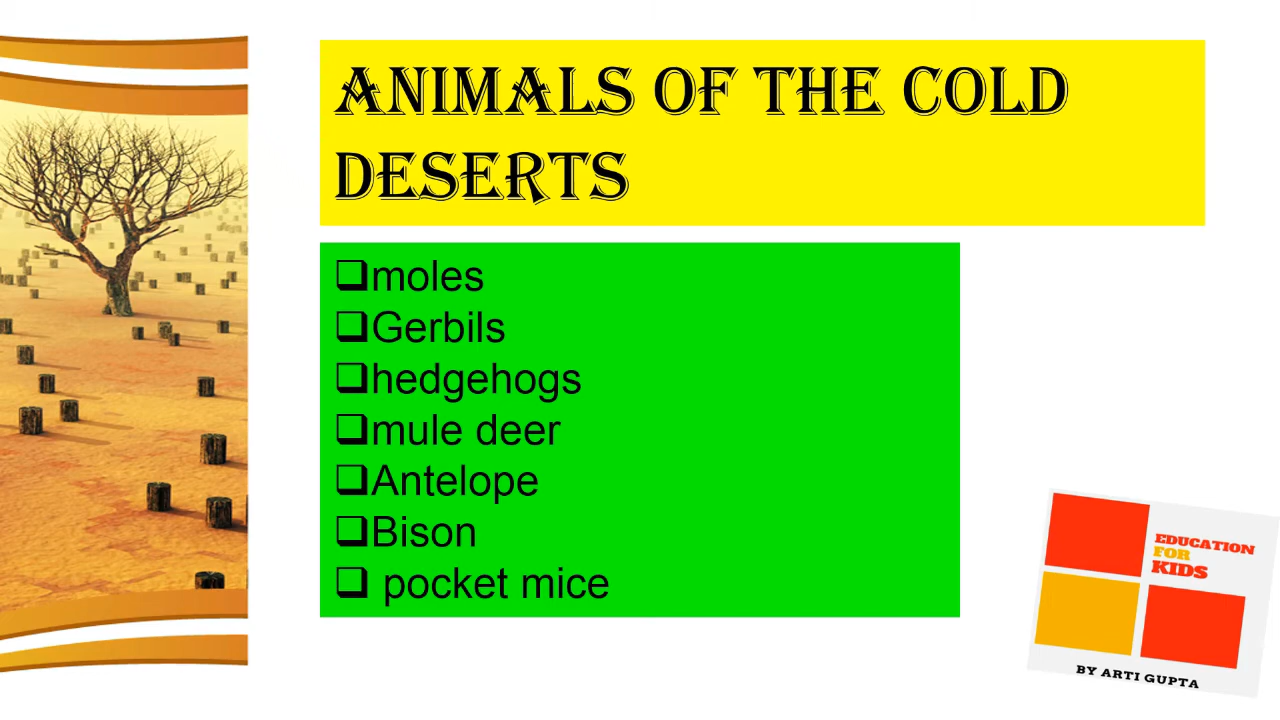 ANIMALS OF THE COLD
DESERTS
❑moles
❑Gerbils
❑hedgehogs
❑mule deer
❑Antelope
❑Bison
❑ pocket mice
EDUCATION
FOR
KIDS
BY ARTI GUPTA